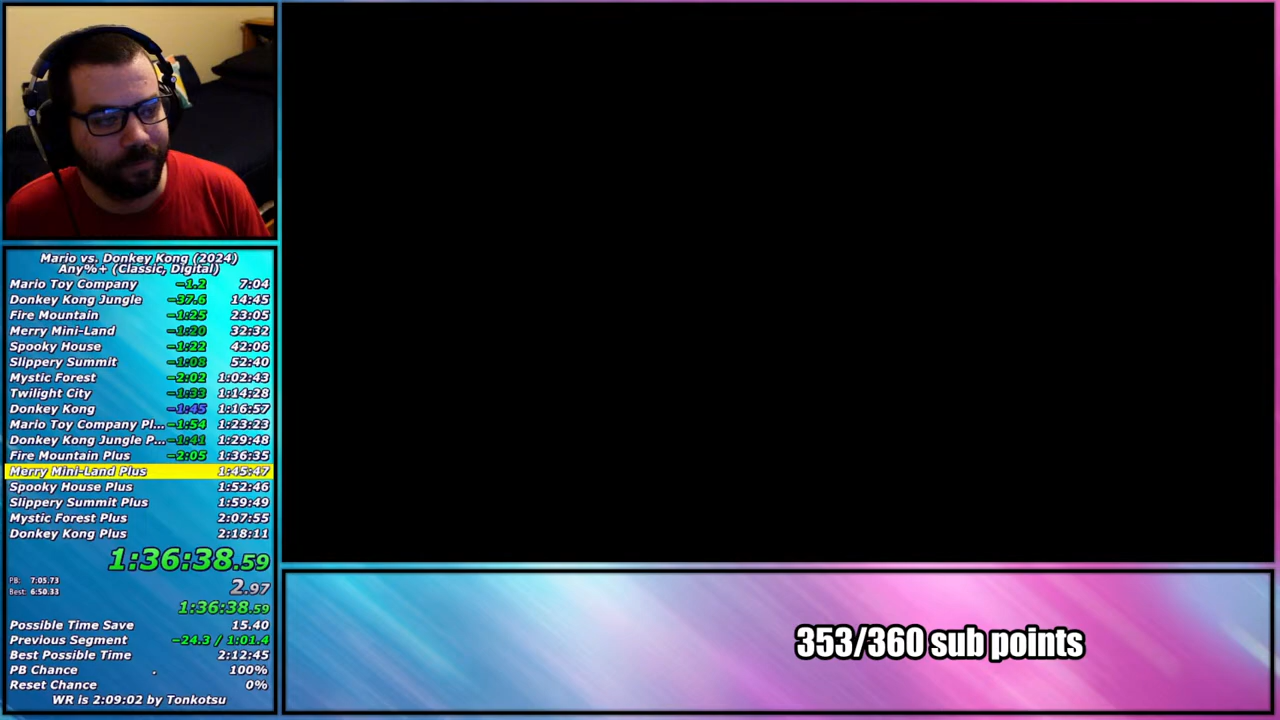 Mario vs. Donkey Kong (2024)
Any%+ (Classic, Digital)
Mario Toy Company −1.2 7:04
Donkey Kong Jungle −37.6 14:45
Fire Mountain −1:25 23:05
Merry Mini-Land −1:20 32:32
Spooky House −1:22 42:06
Slippery Summit −1:08 52:40
Mystic Forest −2:02 1:02:43
Twilight City −1:33 1:14:28
Donkey Kong −1:45 1:16:57
Mario Toy Company Pl... −1:54 1:23:23
Donkey Kong Jungle P... −1:41 1:29:48
Fire Mountain Plus −2:05 1:36:35
Merry Mini-Land Plus 1:45:47
Spooky House Plus 1:52:46
Slippery Summit Plus 1:59:49
Mystic Forest Plus 2:07:55
Donkey Kong Plus 2:18:11
1:36:38.59
PB: 7:05.73
Best: 6:50.33
2.97
1:36:38.59
Possible Time Save 15.40
Previous Segment −24.3 / 1:01.4
Best Possible Time 2:12:45
PB Chance . 100%
Reset Chance 0%
WR is 2:09:02 by Tonkotsu
353/360 sub points